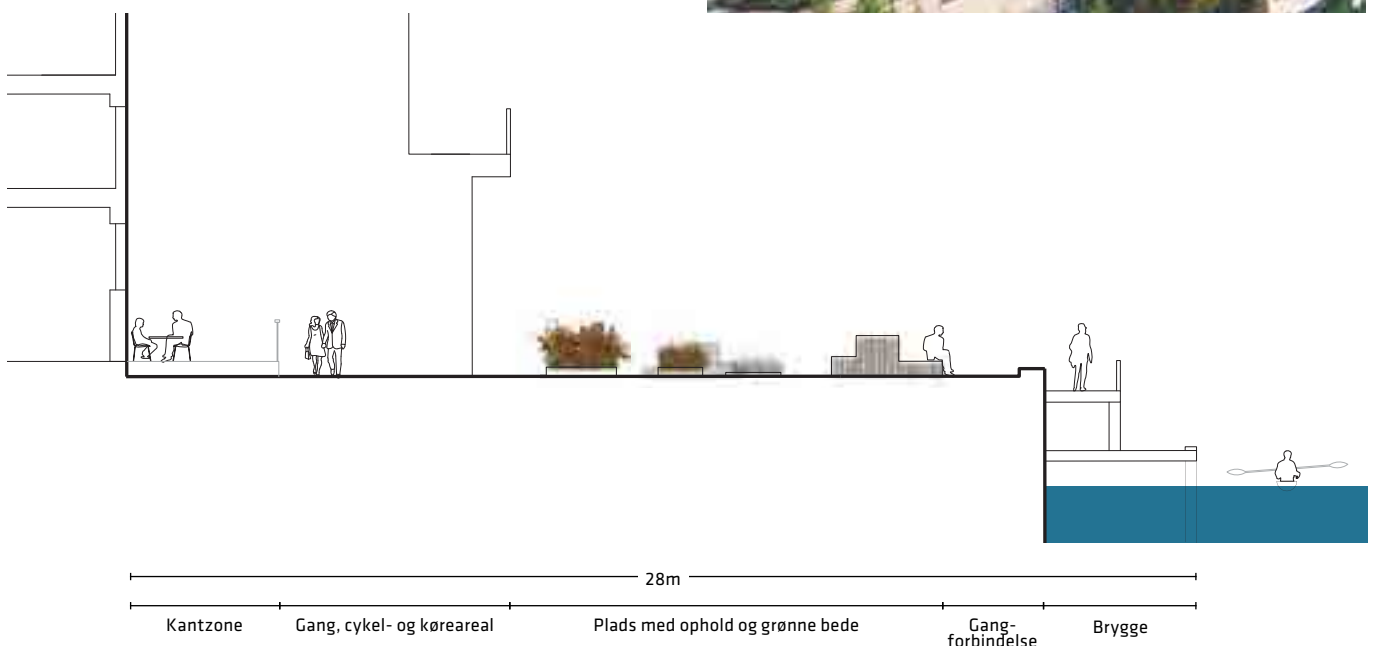 28m
Kantzone
Gang, cykel- og køreareal
Plads med ophold og grønne bede
Gang-
forbindelse
Brygge